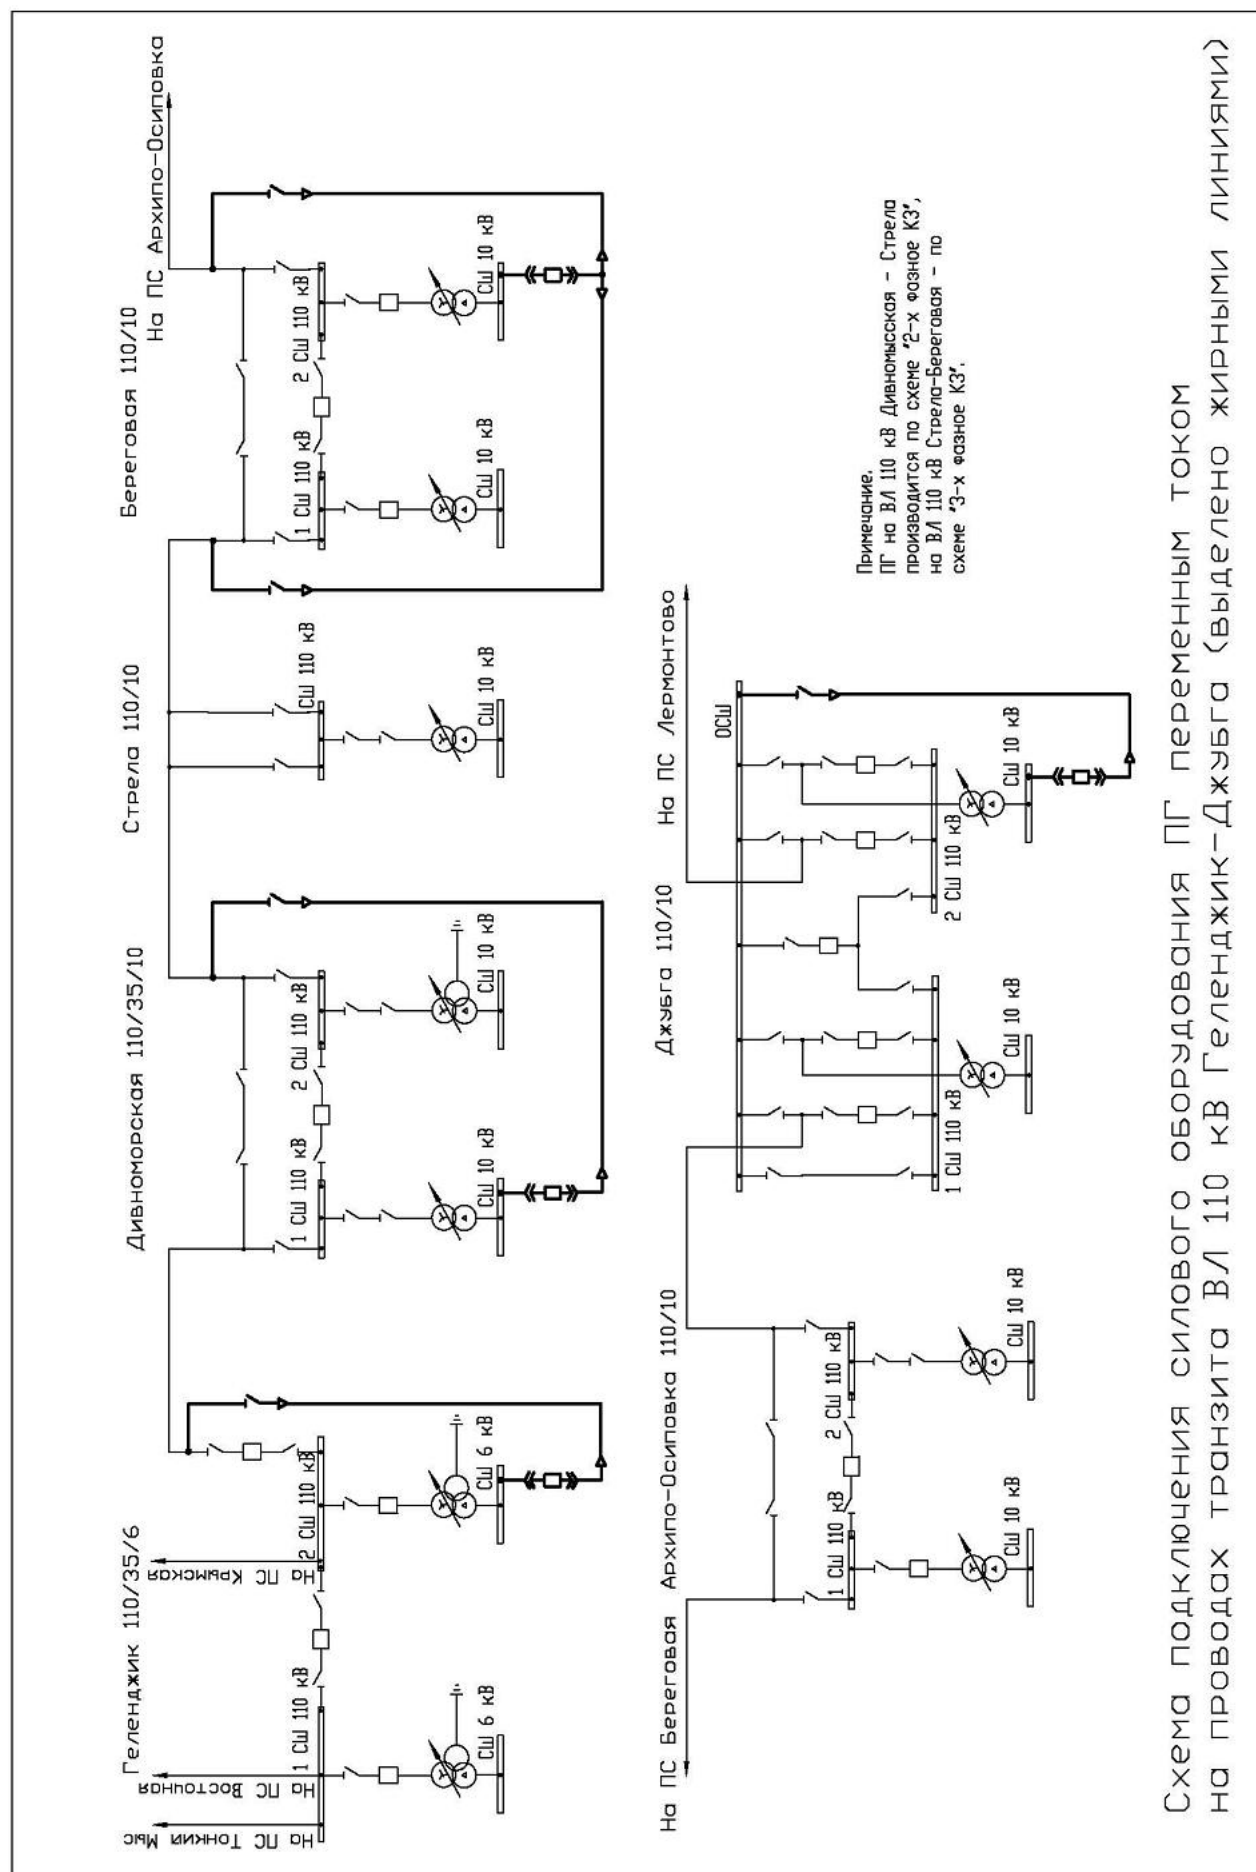 Геленджик 110/35/6
Дивноморская 110/35/10
Стрела 110/10
Береговая 110/10
На ПС Архипо-Осиповка
На ПС Тонкий Мыс
На ПС Восточная
На ПС Крымская
1 СШ 110 кВ
2 СШ 110 кВ
1 СШ 110 кВ
2 СШ 110 кВ
СШ 110 кВ
1 СШ 110 кВ
2 СШ 110 кВ
СШ 6 кВ
СШ 6 кВ
СШ 10 кВ
СШ 10 кВ
СШ 10 кВ
СШ 10 кВ
СШ 10 кВ
На ПС Береговая
Архипо-Осиповка 110/10
Джубга 110/10
На ПС Лермонтово
ОСШ
1 СШ 110 кВ
2 СШ 110 кВ
1 СШ 110 кВ
2 СШ 110 кВ
СШ 10 кВ
СШ 10 кВ
СШ 10 кВ
СШ 10 кВ
Примечание.
ПГ на ВЛ 110 кВ Дивномысская - Стрела
производится по схеме "2-х фазное КЗ",
на ВЛ 110 кВ Стрела-Береговая - по
схеме "3-х фазное КЗ".
Схема подключения силового оборудования ПГ переменным током
на проводах транзита ВЛ 110 кВ Геленджик-Джубга (выделено жирными линиями)